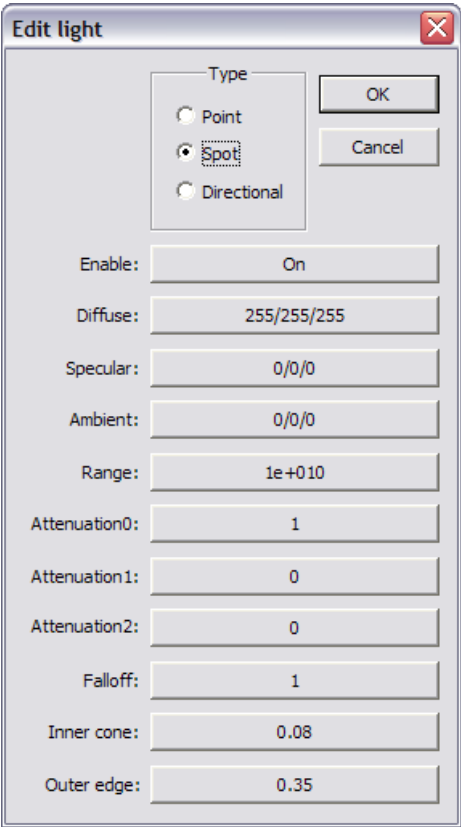 Edit light
Type
Point
Spot
Directional
OK
Cancel
Enable: On
Diffuse: 255/255/255
Specular: 0/0/0
Ambient: 0/0/0
Range: 1e+010
Attenuation0: 1
Attenuation1: 0
Attenuation2: 0
Falloff: 1
Inner cone: 0.08
Outer edge: 0.35